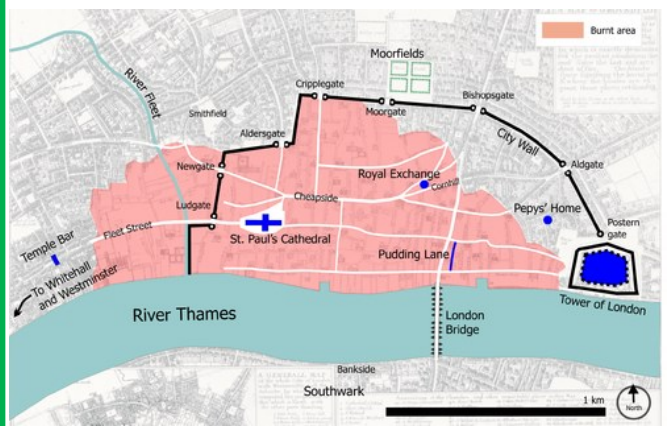 Burnt area
Moorfields
Cripplegate
Bishopsgate
Moorgate
River Fleet
Smithfield
Aldersgate
City Wall
Aldgate
Newgate
Royal Exchange
Cornhill
Cheapside
Pepys' Home
Ludgate
Postern
gate
Fleet Street
St. Paul's Cathedral
Temple Bar
Pudding Lane
To Whitehall
and Westminster
Tower of London
River Thames
London
Bridge
Bankside
Southwark
1 km
North